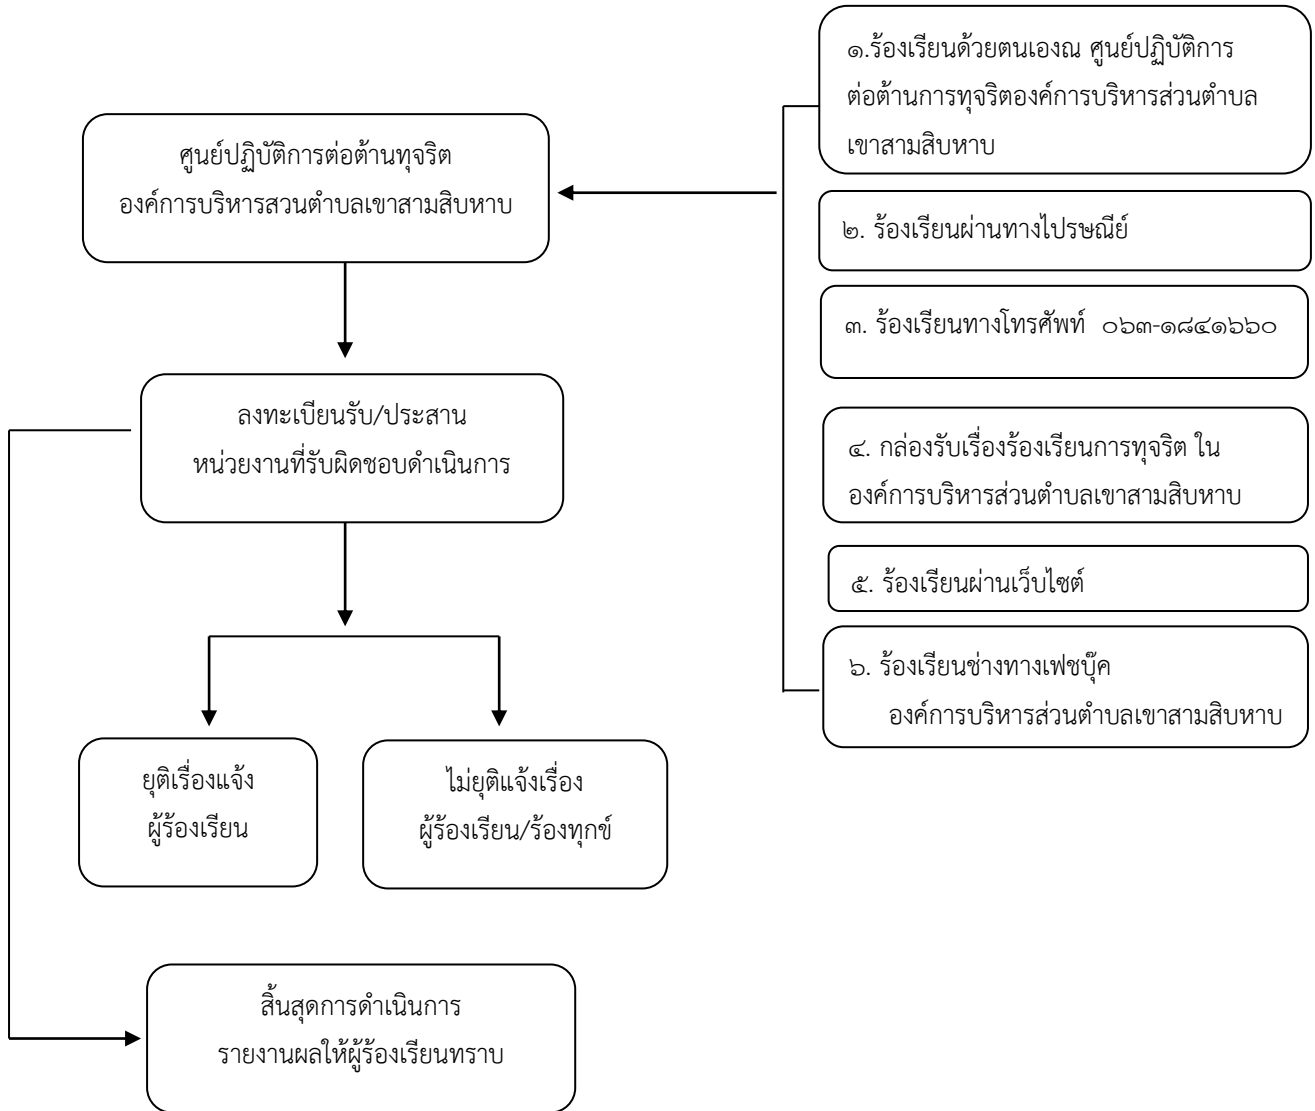 ๑.ร้องเรียนด้วยตนเองณ ศูนย์ปฏิบัติการ
ต่อต้านการทุจริตองค์การบริหารส่วนตำบล
เขาสามสิบหาบ
ศูนย์ปฏิบัติการต่อต้านทุจริต
องค์การบริหารสวนตำบลเขาสามสิบหาบ
๒. ร้องเรียนผ่านทางไปรษณีย์
๓. ร้องเรียนทางโทรศัพท์ ๐๖๓-๑๘๔๑๖๖๐
๔. กล่องรับเรื่องร้องเรียนการทุจริต ใน
องค์การบริหารส่วนตำบลเขาสามสิบหาบ
๕. ร้องเรียนผ่านเว็บไซต์
๖. ร้องเรียนช่างทางเฟชบุ๊ค
องค์การบริหารส่วนตำบลเขาสามสิบหาบ
ลงทะเบียนรับ/ประสาน
หน่วยงานที่รับผิดชอบดำเนินการ
ยุติเรื่องแจ้ง
ผู้ร้องเรียน
ไม่ยุติแจ้งเรื่อง
ผู้ร้องเรียน/ร้องทุกข์
สิ้นสุดการดำเนินการ
รายงานผลให้ผู้ร้องเรียนทราบ